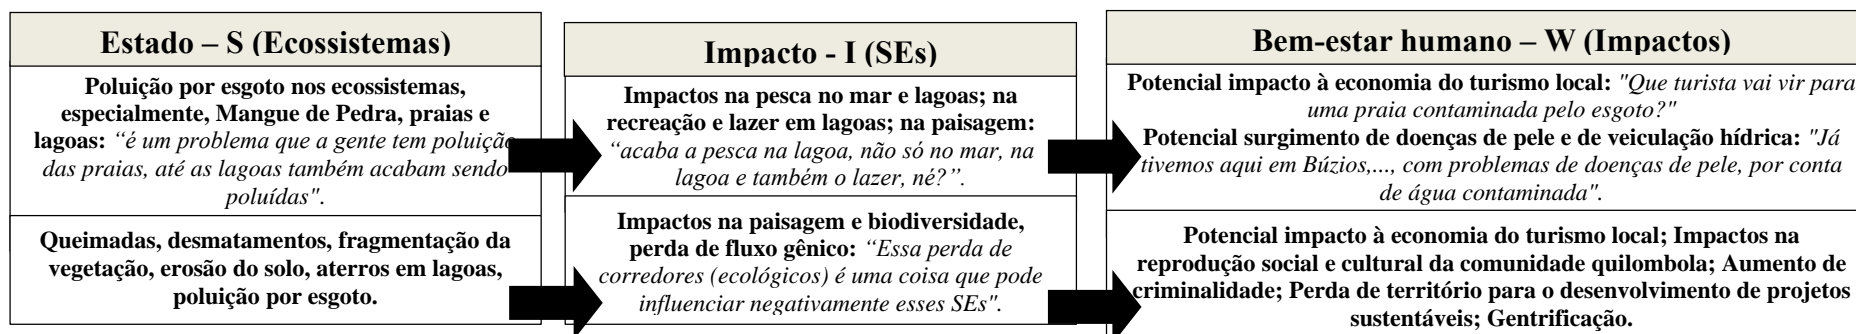 Estado – S (Ecossistemas)
Poluição por esgoto nos ecossistemas,
especialmente, Mangue de Pedra, praias e
lagoas: “é um problema que a gente tem poluição
das praias, até as lagoas também acabam sendo
poluídas".
Queimadas, desmatamentos, fragmentação da
vegetação, erosão do solo, aterros em lagoas,
poluição por esgoto.
Impacto - I (SEs)
Impactos na pesca no mar e lagoas; na
recreação e lazer em lagoas; na paisagem:
“acaba a pesca na lagoa, não só no mar, na
lagoa e também o lazer, né?”.
Impactos na paisagem e biodiversidade,
perda de fluxo gênico: “Essa perda de
corredores (ecológicos) é uma coisa que pode
influenciar negativamente esses SEs".
Bem-estar humano – W (Impactos)
Potencial impacto à economia do turismo local: "Que turista vai vir para
uma praia contaminada pelo esgoto?"
Potencial surgimento de doenças de pele e de veiculação hídrica: "Já
tivemos aqui em Búzios,..., com problemas de doenças de pele, por conta
de água contaminada".
Potencial impacto à economia do turismo local; Impactos na
reprodução social e cultural da comunidade quilombola; Aumento de
criminalidade; Perda de território para o desenvolvimento de projetos
sustentáveis; Gentrificação.